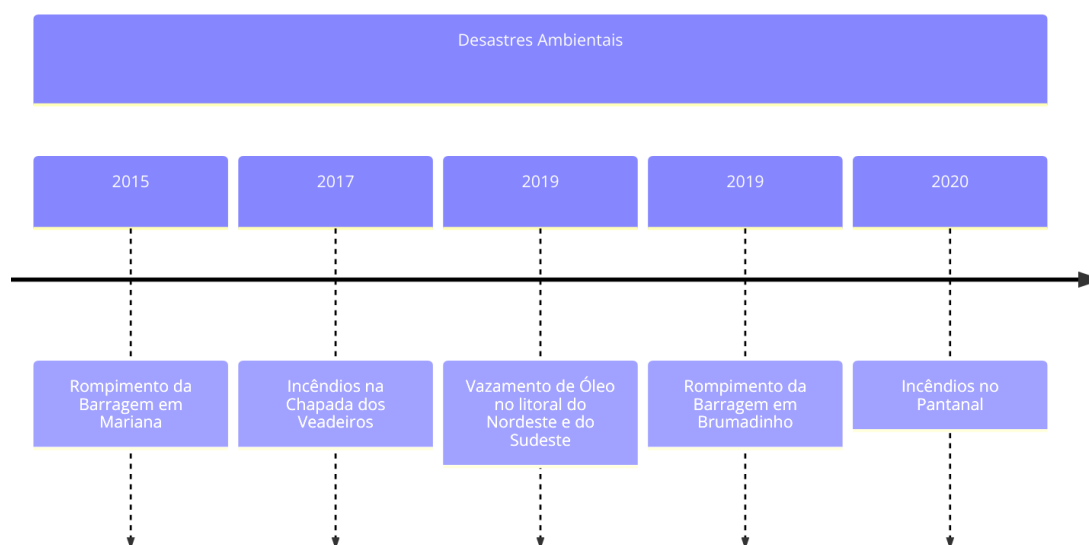 Desastres Ambientais
2015
2017
2019
2019
2020
Rompimento da
Barragem em
Mariana
Incêndios na
Chapada dos
Veadeiros
Vazamento de Óleo
no litoral do
Nordeste e do
Sudeste
Rompimento da
Barragem em
Brumadinho
Incêndios no
Pantanal